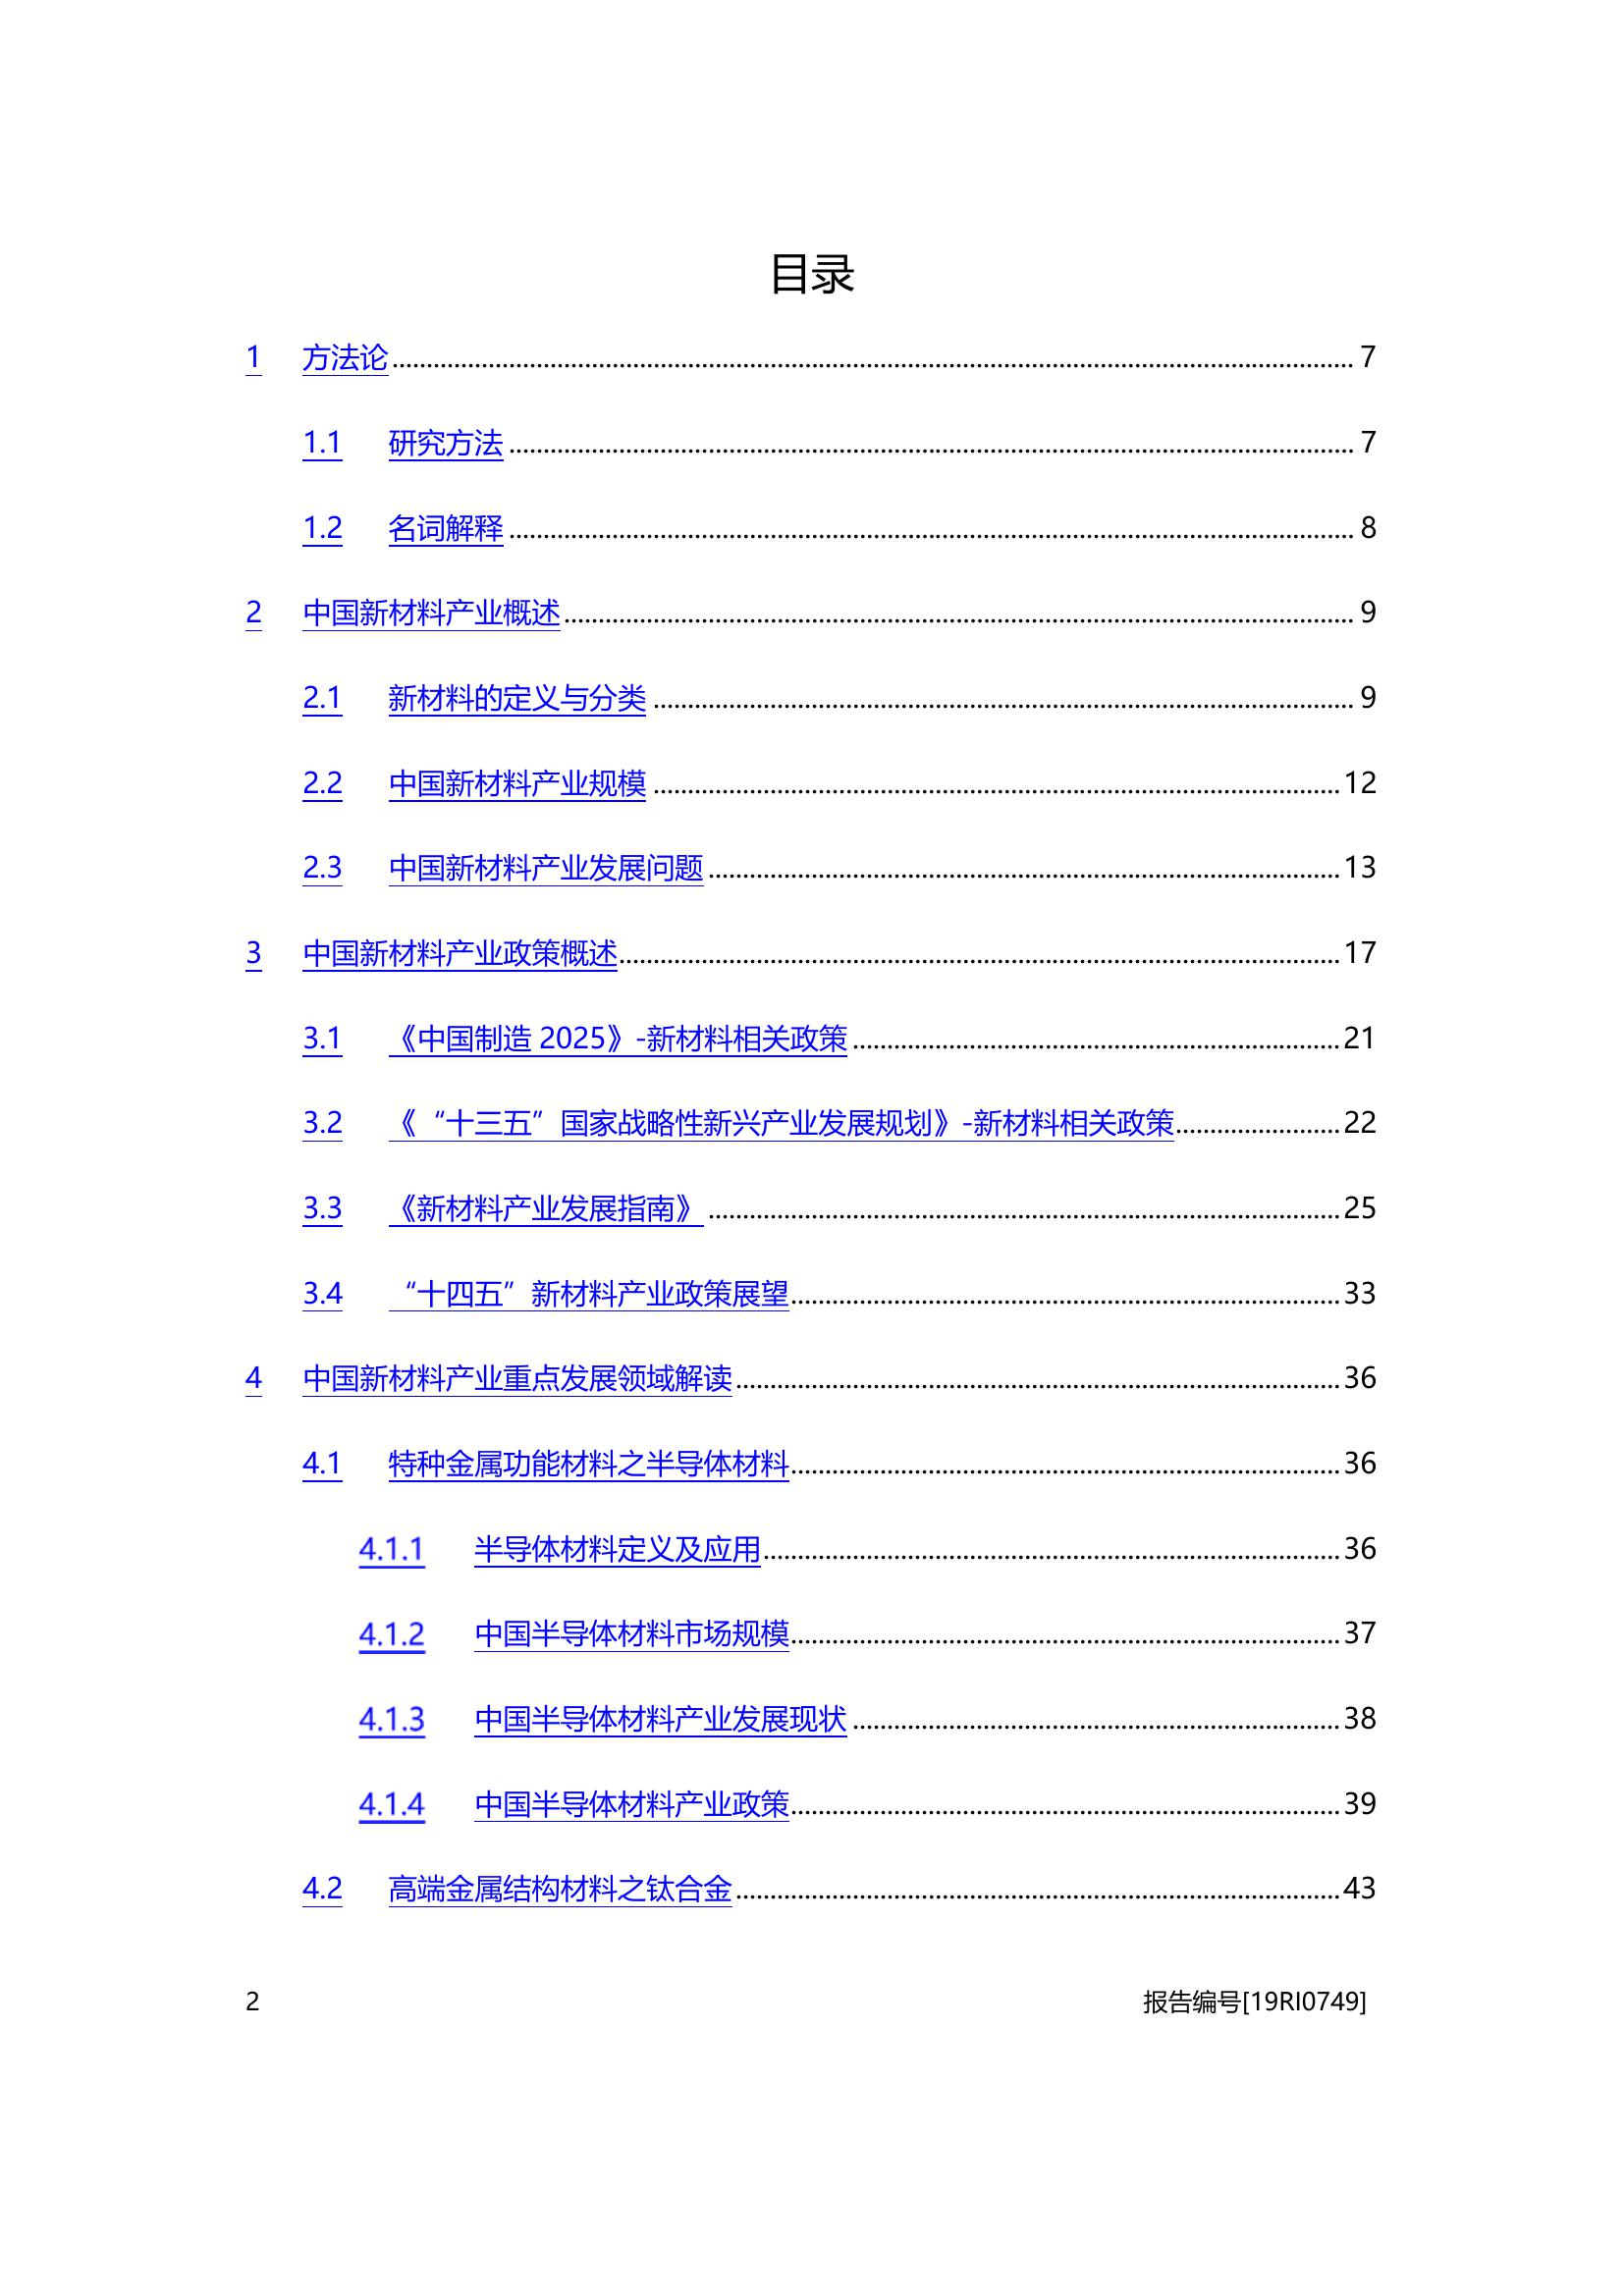 目录
1 方法论 7
1.1 研究方法 7
1.2 名词解释 8
2 中国新材料产业概述 9
2.1 新材料的定义与分类 9
2.2 中国新材料产业规模 12
2.3 中国新材料产业发展问题 13
3 中国新材料产业政策概述 17
3.1 《中国制造 2025》-新材料相关政策 21
3.2 《“十三五”国家战略性新兴产业发展规划》-新材料相关政策 22
3.3 《新材料产业发展指南》 25
3.4 “十四五”新材料产业政策展望 33
4 中国新材料产业重点发展领域解读 36
4.1 特种金属功能材料之半导体材料 36
4.1.1 半导体材料定义及应用 36
4.1.2 中国半导体材料市场规模 37
4.1.3 中国半导体材料产业发展现状 38
4.1.4 中国半导体材料产业政策 39
4.2 高端金属结构材料之钛合金 43
2 报告编号[19RI0749]